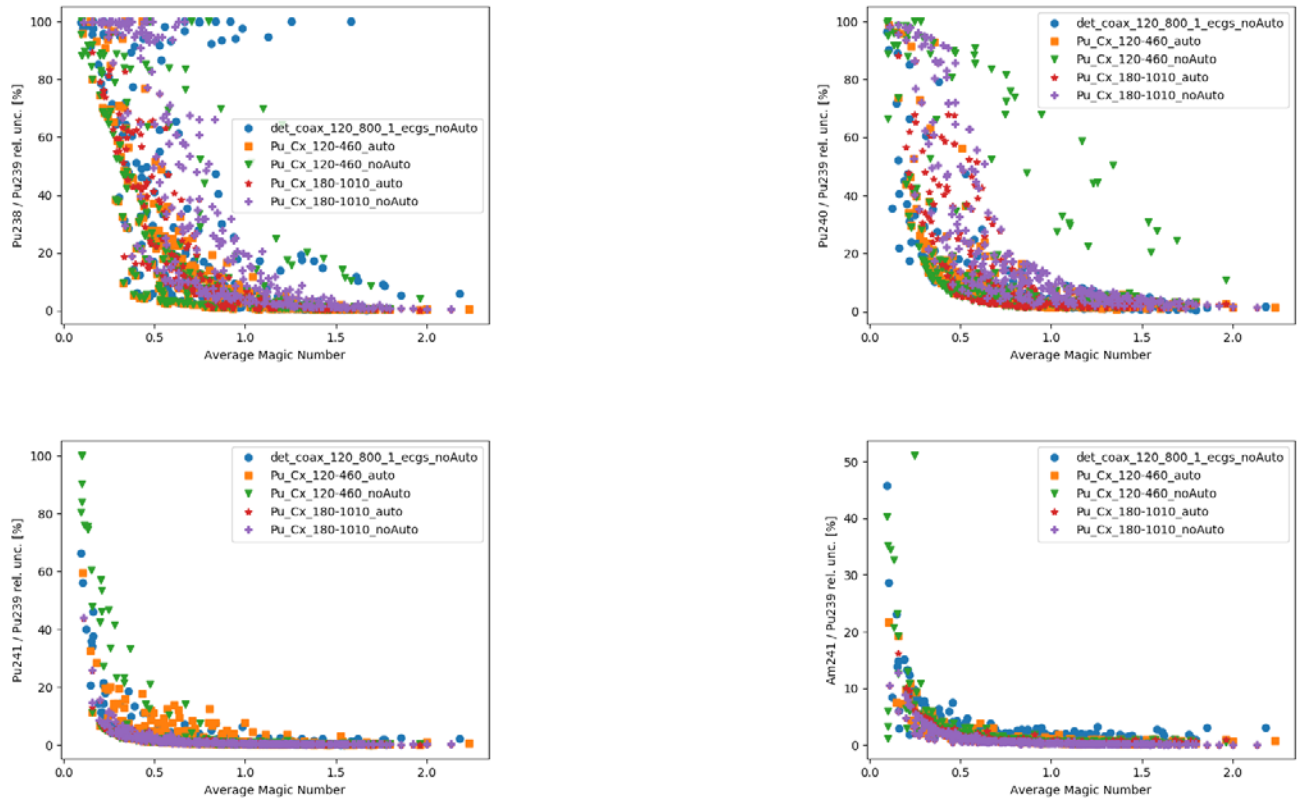 100
80
60
40
20
0
Pu238 / Pu239 rel. unc. [%]
det_coax_120_800_1_ecgs_noAuto
Pu_Cx_120-460_auto
Pu_Cx_120-460_noAuto
Pu_Cx_180-1010_auto
Pu_Cx_180-1010_noAuto
0.0 0.5 1.0 1.5 2.0
Average Magic Number
100
80
60
40
20
0
Pu240 / Pu239 rel. unc. [%]
det_coax_120_800_1_ecgs_noAuto
Pu_Cx_120-460_auto
Pu_Cx_120-460_noAuto
Pu_Cx_180-1010_auto
Pu_Cx_180-1010_noAuto
0.0 0.5 1.0 1.5 2.0
Average Magic Number
100
80
60
40
20
0
Pu241 / Pu239 rel. unc. [%]
det_coax_120_800_1_ecgs_noAuto
Pu_Cx_120-460_auto
Pu_Cx_120-460_noAuto
Pu_Cx_180-1010_auto
Pu_Cx_180-1010_noAuto
0.0 0.5 1.0 1.5 2.0
Average Magic Number
50
40
30
20
10
0
Am241 / Pu239 rel. unc. [%]
det_coax_120_800_1_ecgs_noAuto
Pu_Cx_120-460_auto
Pu_Cx_120-460_noAuto
Pu_Cx_180-1010_auto
Pu_Cx_180-1010_noAuto
0.0 0.5 1.0 1.5 2.0
Average Magic Number